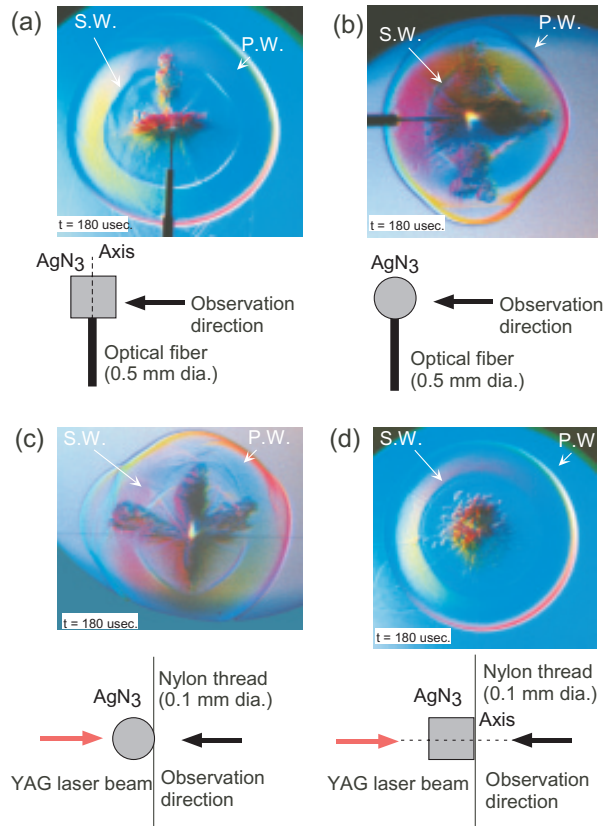 (a)
S.W.
P.W.
t = 180 usec.
AgN3
Axis
Observation
direction
Optical fiber
(0.5 mm dia.)
(b)
P.W.
S.W.
t = 180 usec.
AgN3
Observation
direction
Optical fiber
(0.5 mm dia.)
(c)
S.W.
P.W.
t = 180 usec.
Nylon thread
(0.1 mm dia.)
AgN3
YAG laser beam
Observation
direction
(d)
S.W.
P.W
t = 180 usec.
Nylon thread
(0.1 mm dia.)
AgN3
Axis
YAG laser beam
Observation
direction